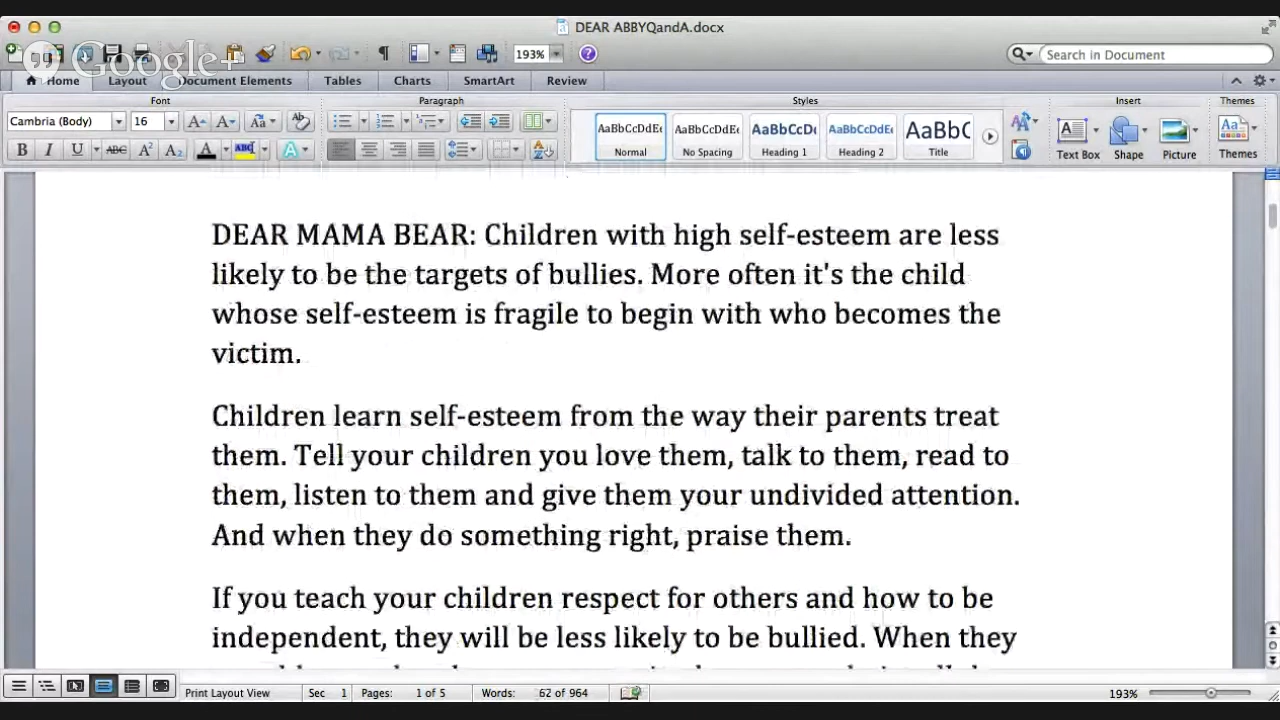 DEAR ABBYQandA.docx
Google+
193%
Search in Document
Home Layout Document Elements Tables Charts SmartArt Review
Font Paragraph Styles Insert Themes
Cambria (Body) 16
AaBbCcDdEe AaBbCcDdEe AaBbCcDc AaBbCcDdEe AaBbC
Normal No Spacing Heading 1 Heading 2 Title
Text Box Shape Picture Themes
DEAR MAMA BEAR: Children with high self-esteem are less
likely to be the targets of bullies. More often it's the child
whose self-esteem is fragile to begin with who becomes the
victim.
Children learn self-esteem from the way their parents treat
them. Tell your children you love them, talk to them, read to
them, listen to them and give them your undivided attention.
And when they do something right, praise them.
If you teach your children respect for others and how to be
independent, they will be less likely to be bullied. When they
Print Layout View Sec 1 Pages: 1 of 5 Words: 62 of 964 193%